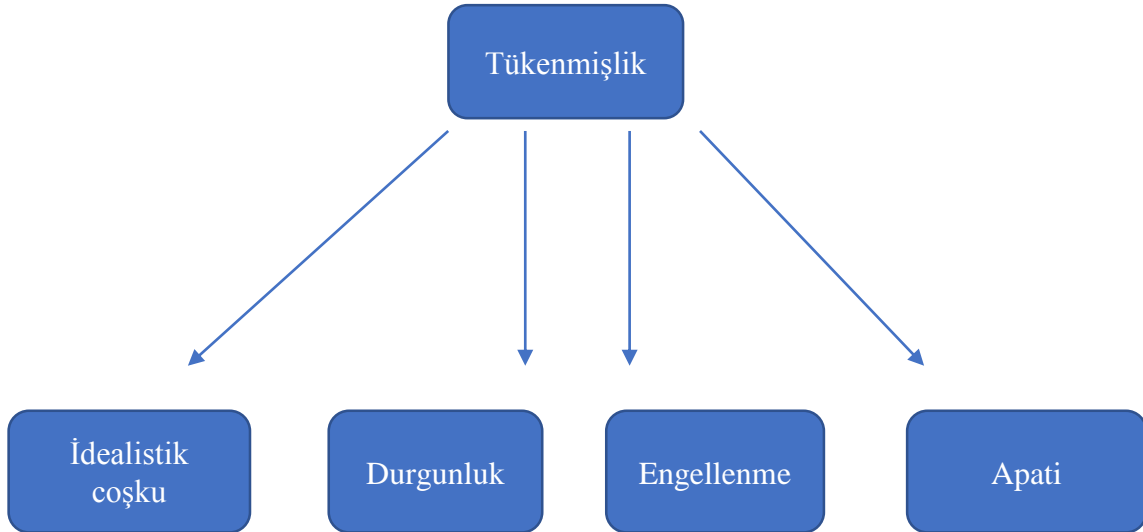 Tükenmişlik
İdealistik
coşku
Durgunluk
Engellenme
Apati